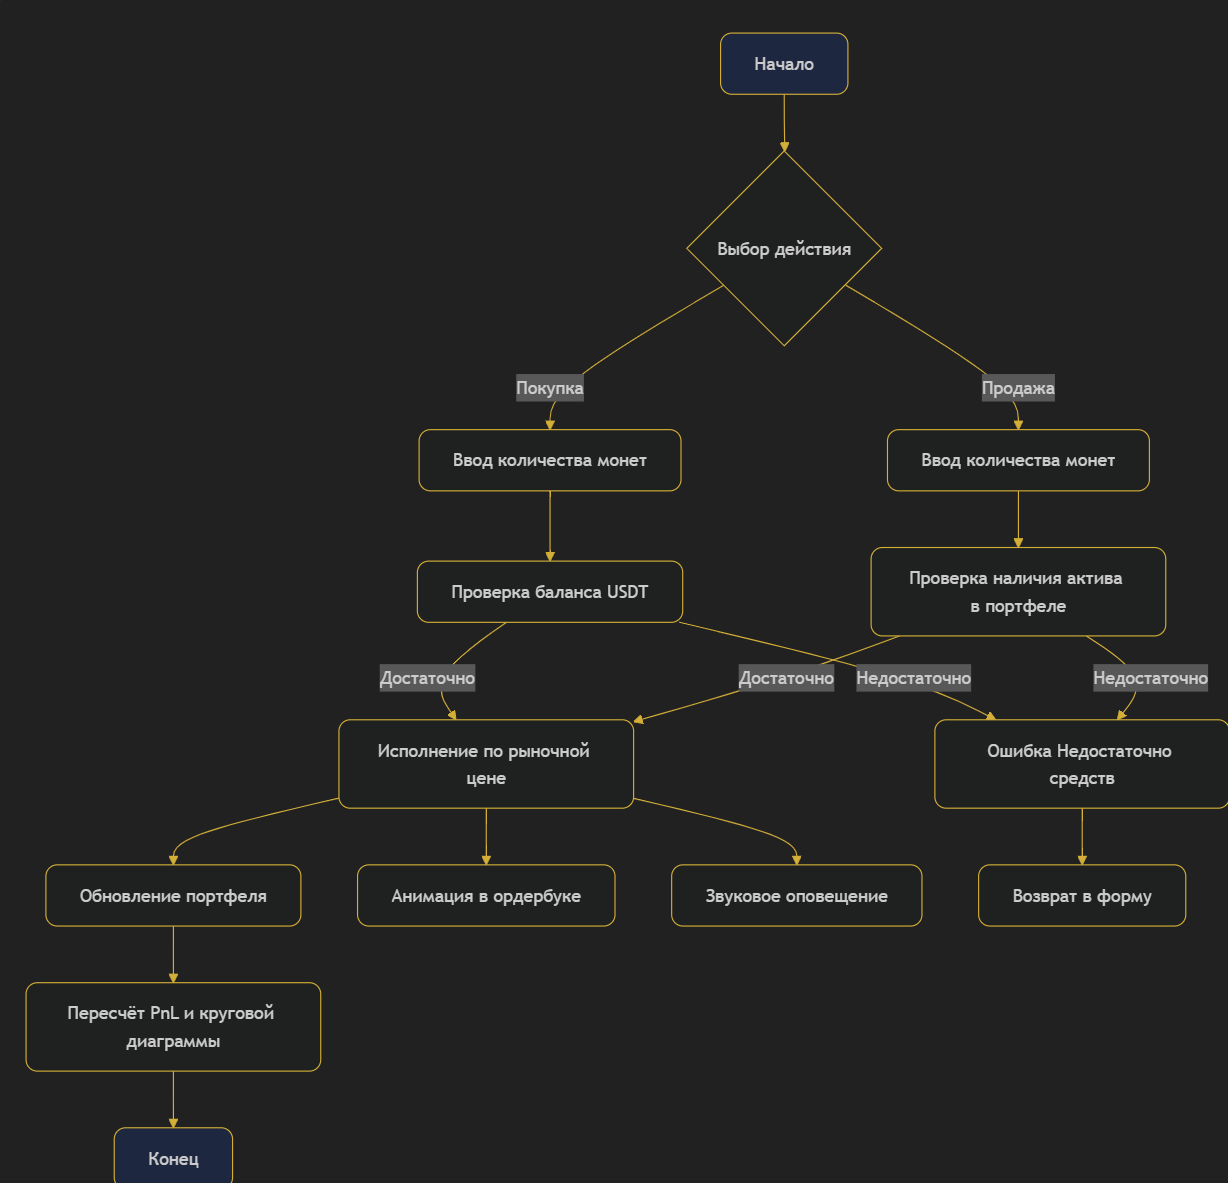 Начало
Выбор действия
Покупка
Продажа
Ввод количества монет
Ввод количества монет
Проверка баланса USDT
Проверка наличия актива
в портфеле
Достаточно
Достаточно
Недостаточно
Недостаточно
Исполнение по рыночной
цене
Ошибка Недостаточно
средств
Обновление портфеля
Анимация в ордербуке
Звуковое оповещение
Возврат в форму
Пересчёт PnL и круговой
диаграммы
Конец